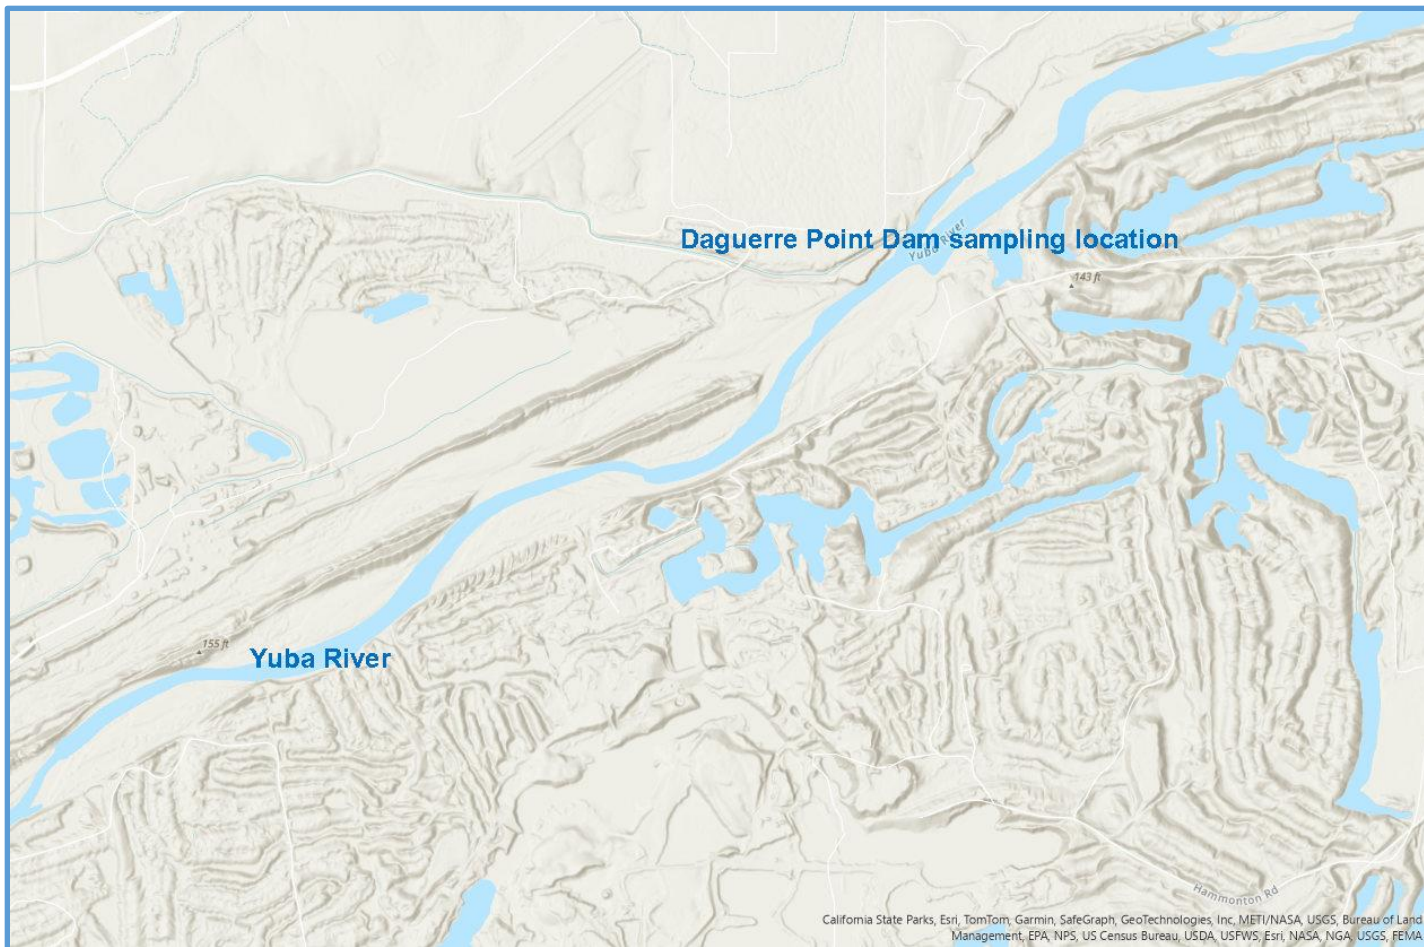 Daguerre Point Dam sampling location
Yuba River
143 ft
155 ft
Yuba River
Hammonton Rd
California State Parks, Esri, TomTom, Garmin, SafeGraph, GeoTechnologies, Inc, METI/NASA, USGS, Bureau of Land
Management, EPA, NPS, US Census Bureau, USDA, USFWS, Esri, NASA, NGA, USGS, FEMA